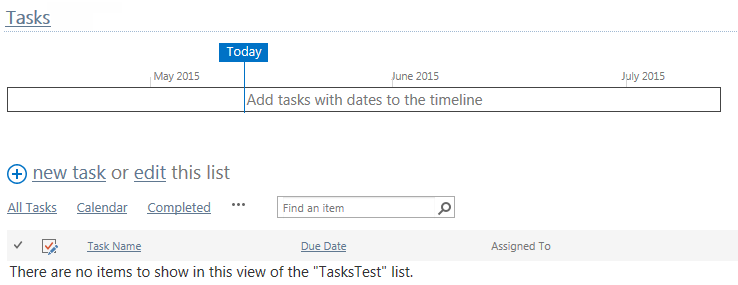 Tasks
Today
May 2015 June 2015 July 2015
Add tasks with dates to the timeline
new task or edit this list
All Tasks Calendar Completed ••• Find an item
Task Name Due Date Assigned To
There are no items to show in this view of the "TasksTest" list.